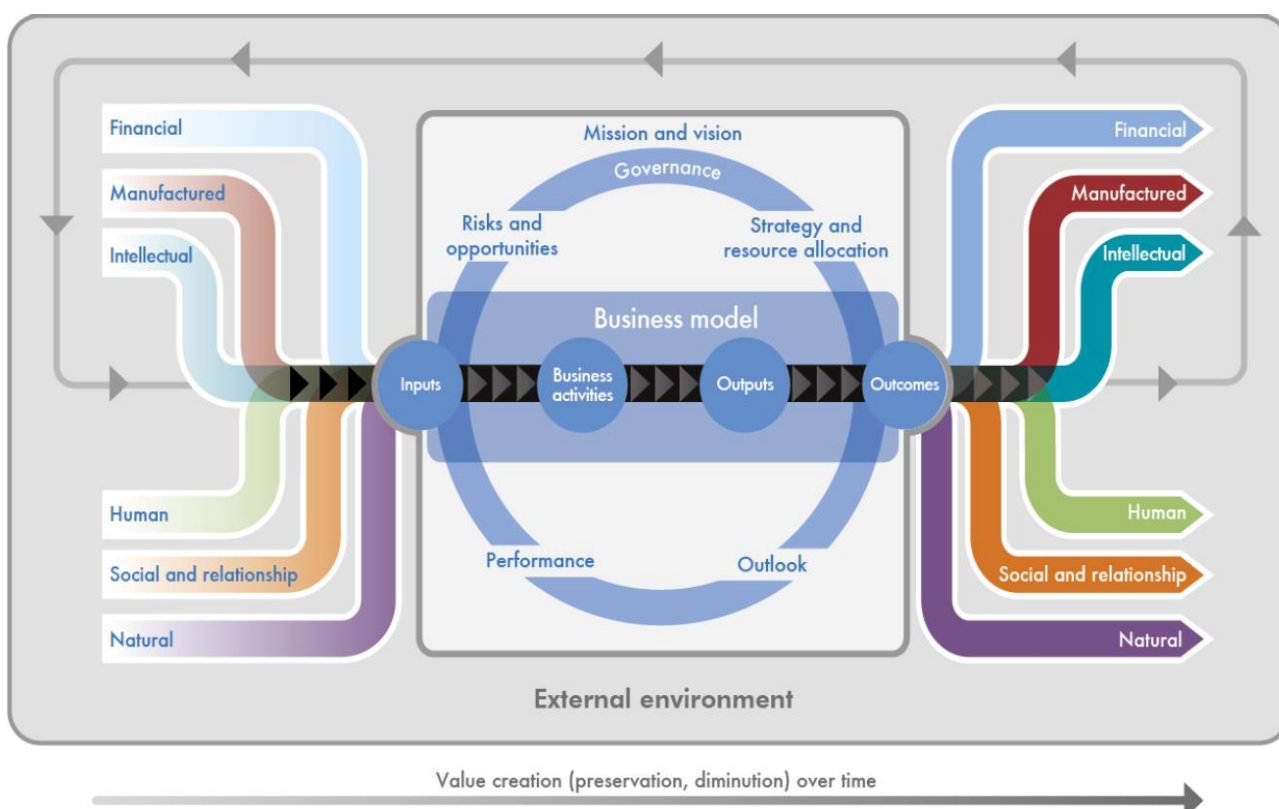 Financial
Manufactured
Intellectual
Human
Social and relationship
Natural
Mission and vision
Governance
Risks and
opportunities
Strategy and
resource allocation
Business model
Inputs
Business
activities
Outputs
Outcomes
Performance
Outlook
Financial
Manufactured
Intellectual
Human
Social and relationship
Natural
External environment
Value creation (preservation, diminution) over time